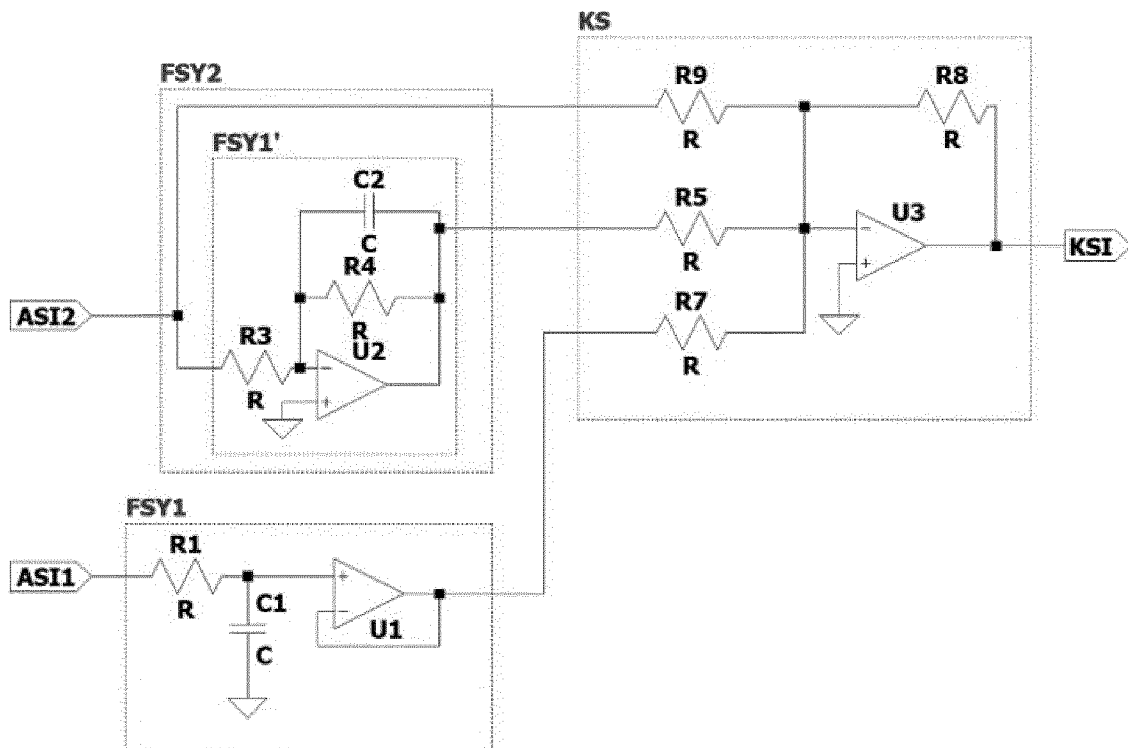 KS
R9
R
R8
R
FSY2
FSY1'
C2
C
R4
R
R5
R
U3
-
+
KSI
ASI2
R3
R
U2
-
+
R7
R
FSY1
ASI1
R1
R
C1
C
+
-
U1